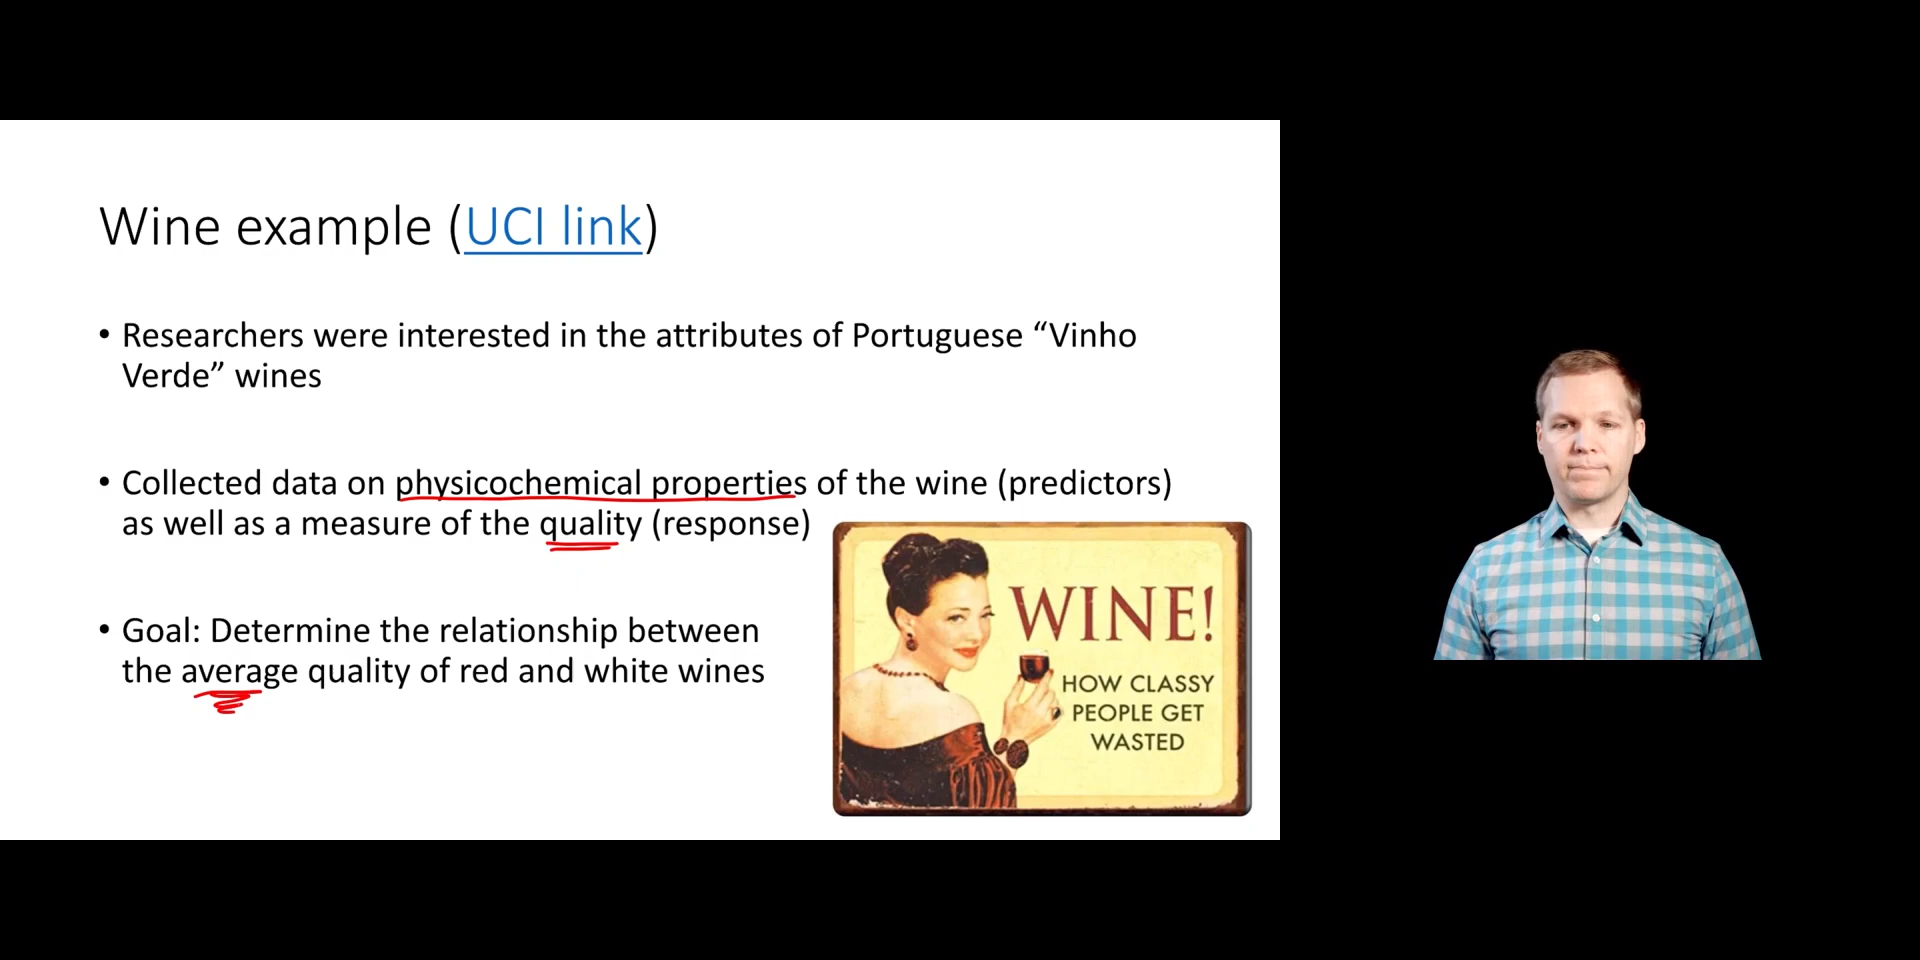 Wine example (UCI link)
• Researchers were interested in the attributes of Portuguese “Vinho
Verde” wines
• Collected data on physicochemical properties of the wine (predictors)
as well as a measure of the quality (response)
• Goal: Determine the relationship between
the average quality of red and white wines
WINE!
HOW CLASSY
PEOPLE GET
WASTED